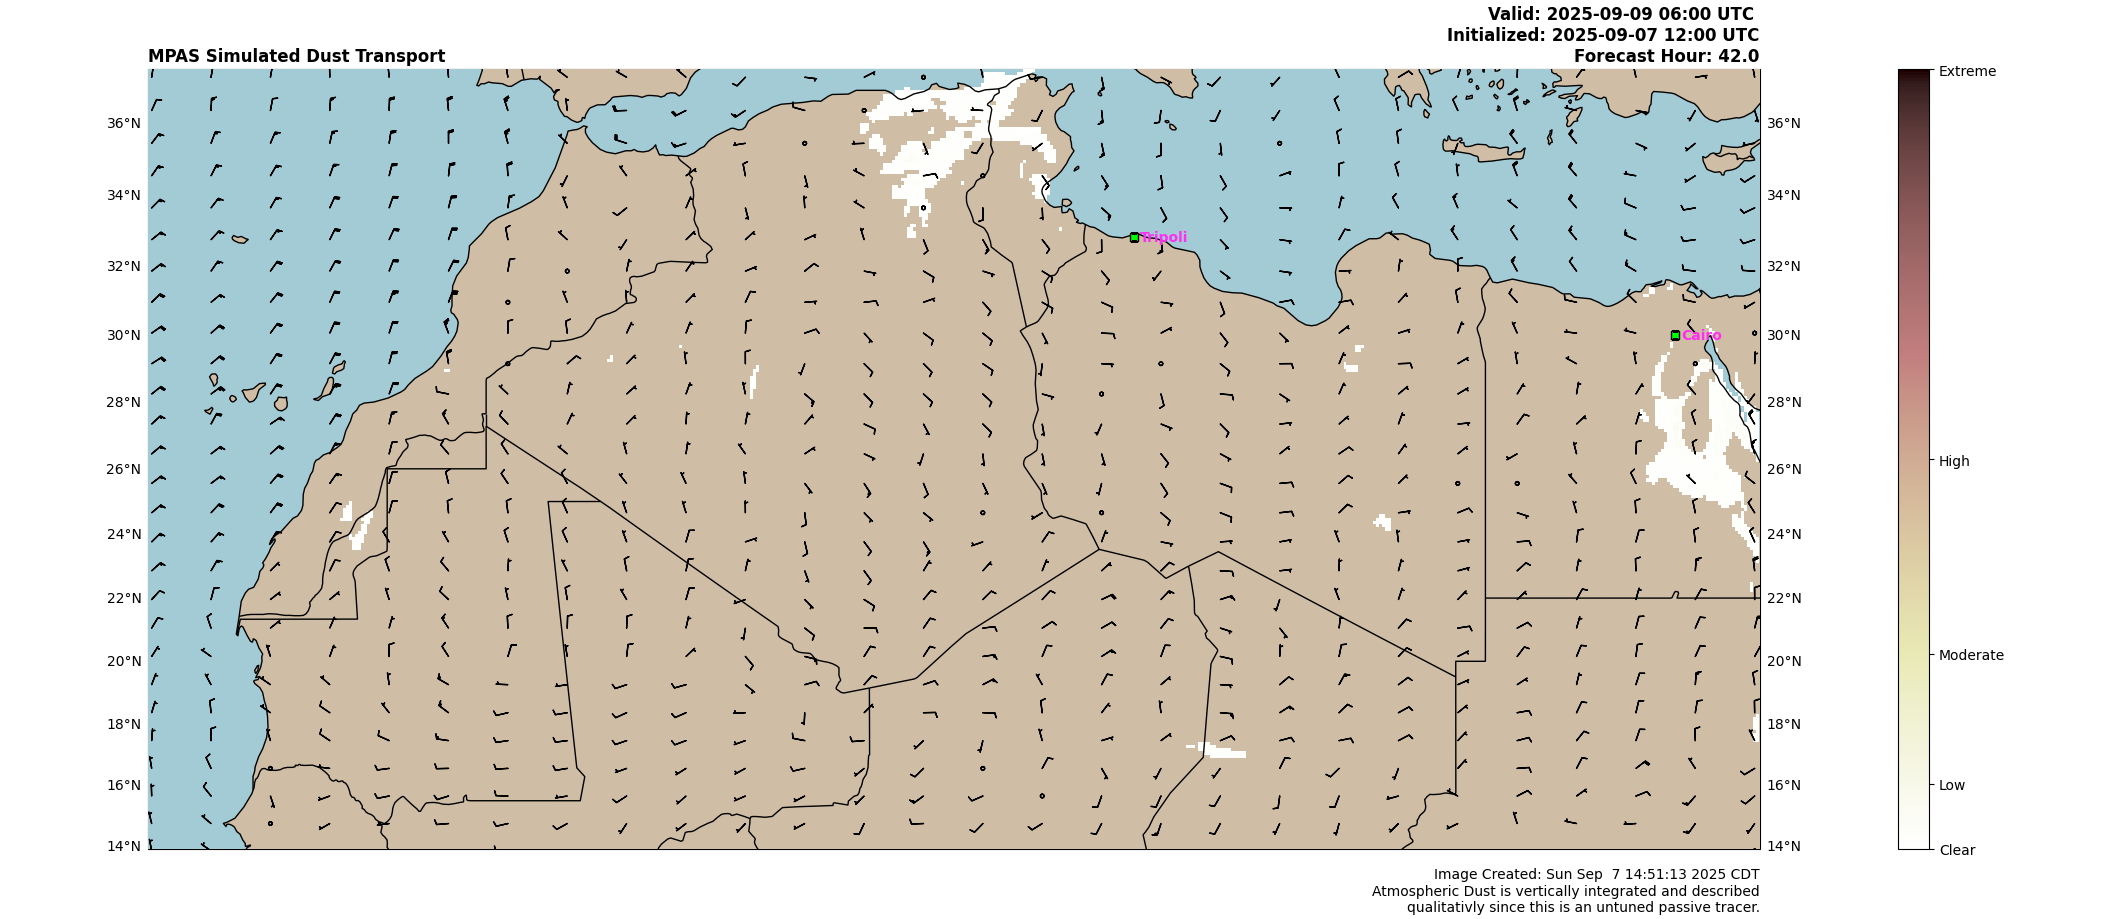 Valid: 2025-09-09 06:00 UTC
Initialized: 2025-09-07 12:00 UTC
MPAS Simulated Dust Transport
Forecast Hour: 42.0
Extreme
36°N
36°N
34°N
34°N
Tripoli
32°N
32°N
30°N
Cairo
30°N
28°N
28°N
26°N
26°N
High
24°N
24°N
22°N
22°N
20°N
20°N
Moderate
18°N
18°N
16°N
16°N
Low
14°N
14°N
Clear
Image Created: Sun Sep  7 14:51:13 2025 CDT
Atmospheric Dust is vertically integrated and described
qualitativly since this is an untuned passive tracer.